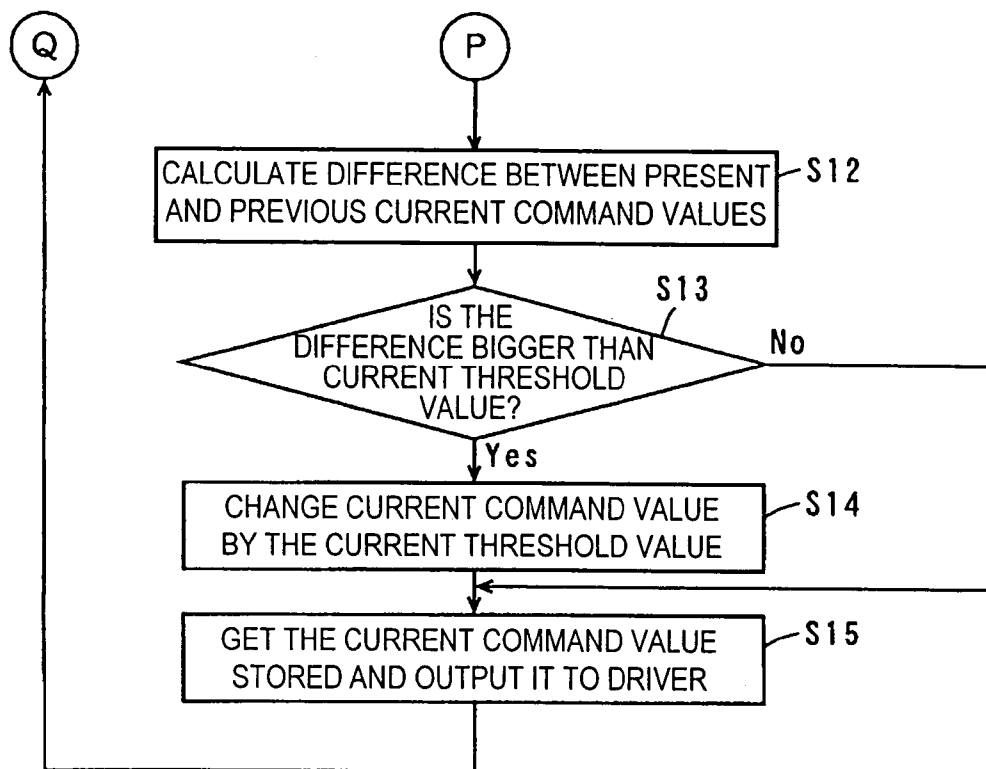 Q
P
CALCULATE DIFFERENCE BETWEEN PRESENT
AND PREVIOUS CURRENT COMMAND VALUES
S12
IS THE
DIFFERENCE BIGGER THAN
CURRENT THRESHOLD
VALUE?
S13
No
Yes
CHANGE CURRENT COMMAND VALUE
BY THE CURRENT THRESHOLD VALUE
S14
GET THE CURRENT COMMAND VALUE
STORED AND OUTPUT IT TO DRIVER
S15